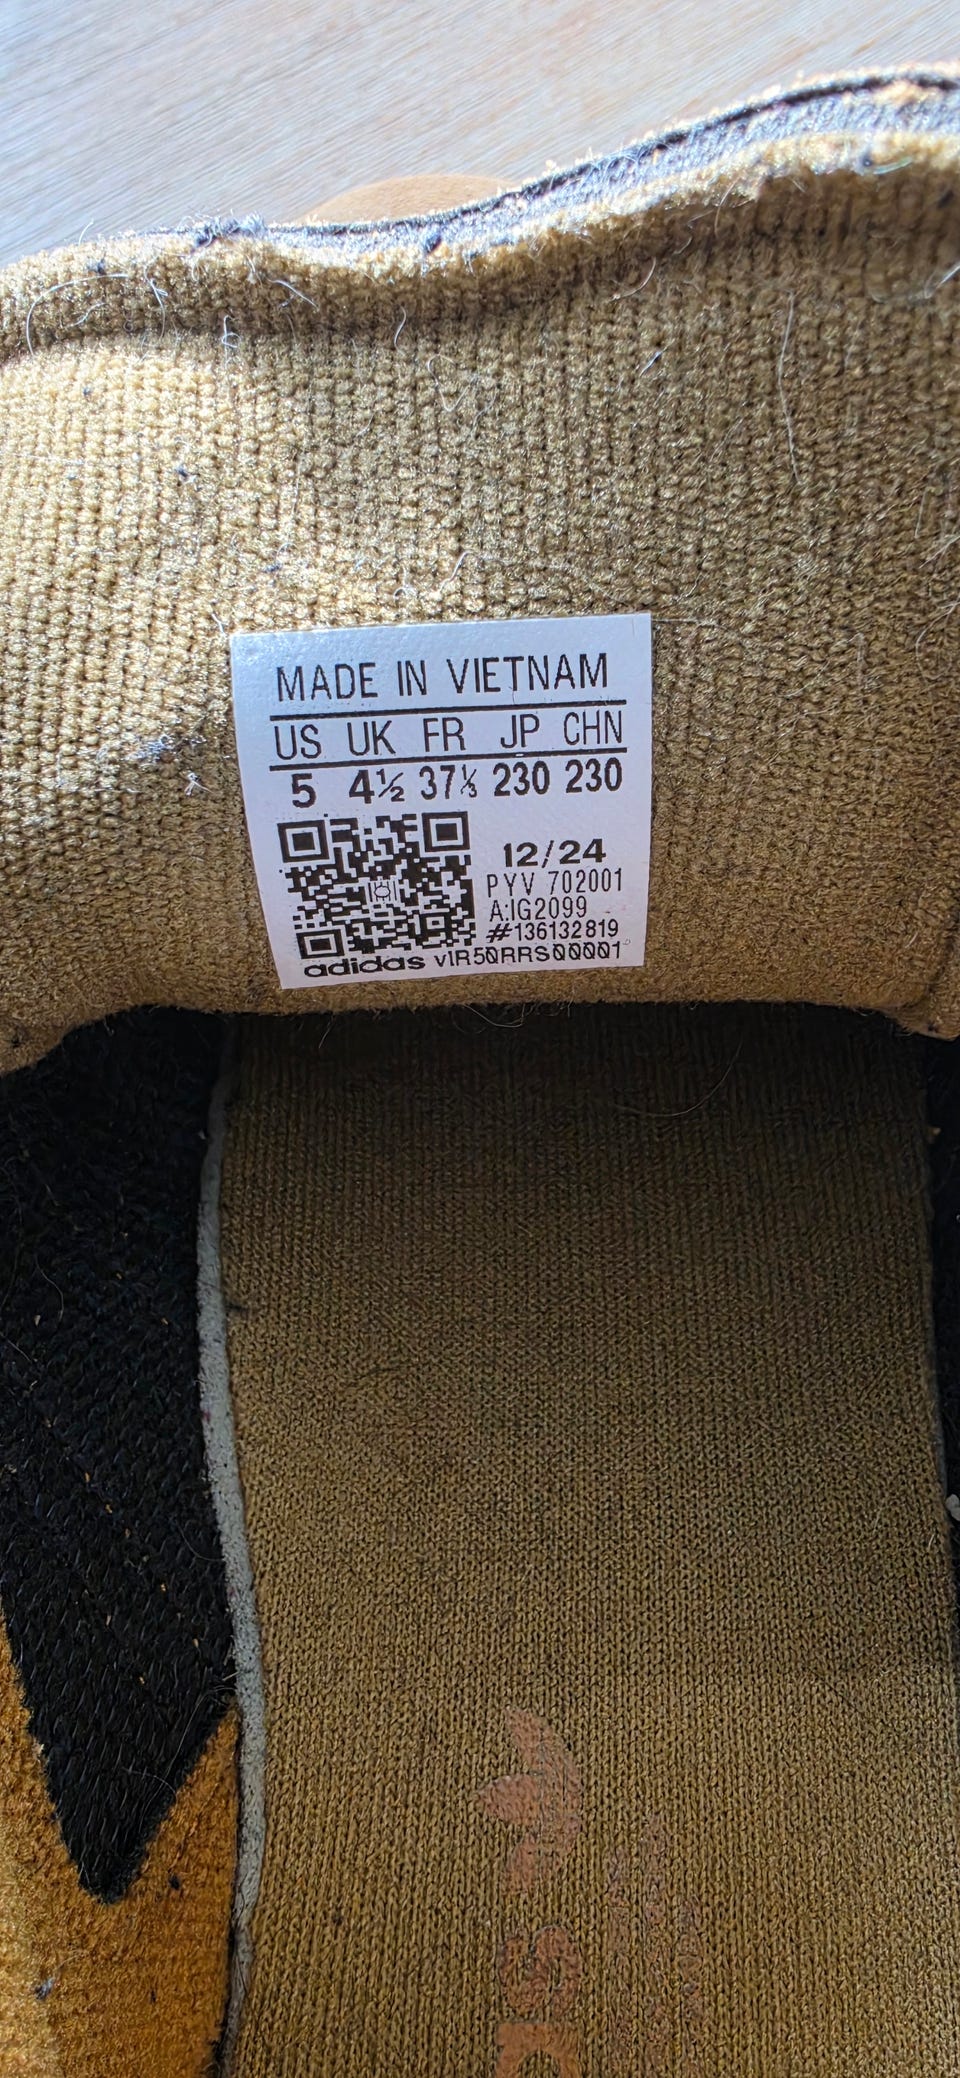 MADE IN VIETNAM
US UK FR JP CHN
5 4½ 37⅓ 230 230
12/24
PYV 702001
A:IG2099
#136132819
adidas v1R5QRRSQQQQ1